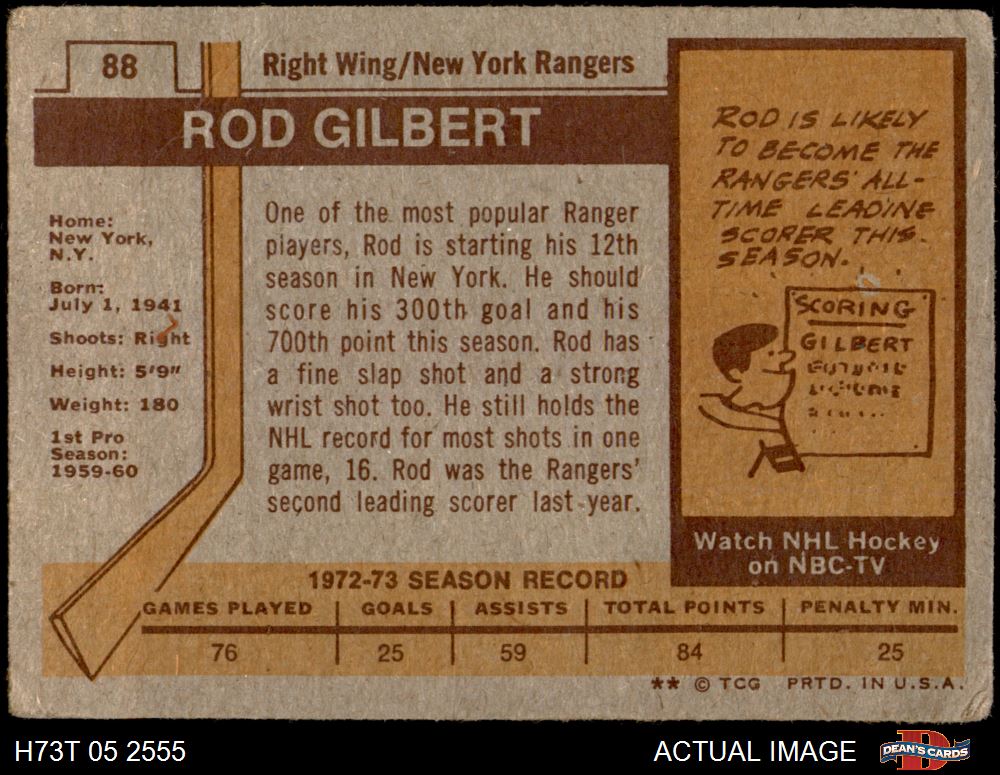 88
Right Wing/New York Rangers
ROD GILBERT
Home:
New York,
N.Y.
Born:
July 1, 1941
Shoots: Right
Height: 5'9"
Weight: 180
1st Pro
Season:
1959-60
One of the most popular Ranger
players, Rod is starting his 12th
season in New York. He should
score his 300th goal and his
700th point this season. Rod has
a fine slap shot and a strong
wrist shot too. He still holds the
NHL record for most shots in one
game, 16. Rod was the Rangers'
second leading scorer last year.
ROD IS LIKELY
TO BECOME THE
RANGERS' ALL-
TIME LEADING
SCORER THIS
SEASON.
SCORING
GILBERT
Watch NHL Hockey
on NBC-TV
1972-73 SEASON RECORD
GAMES PLAYED GOALS ASSISTS TOTAL POINTS PENALTY MIN.
76 25 59 84 25
** © TCG PRTD. IN U.S.A.
H73T 05 2555 ACTUAL IMAGE DEAN'S CARDS